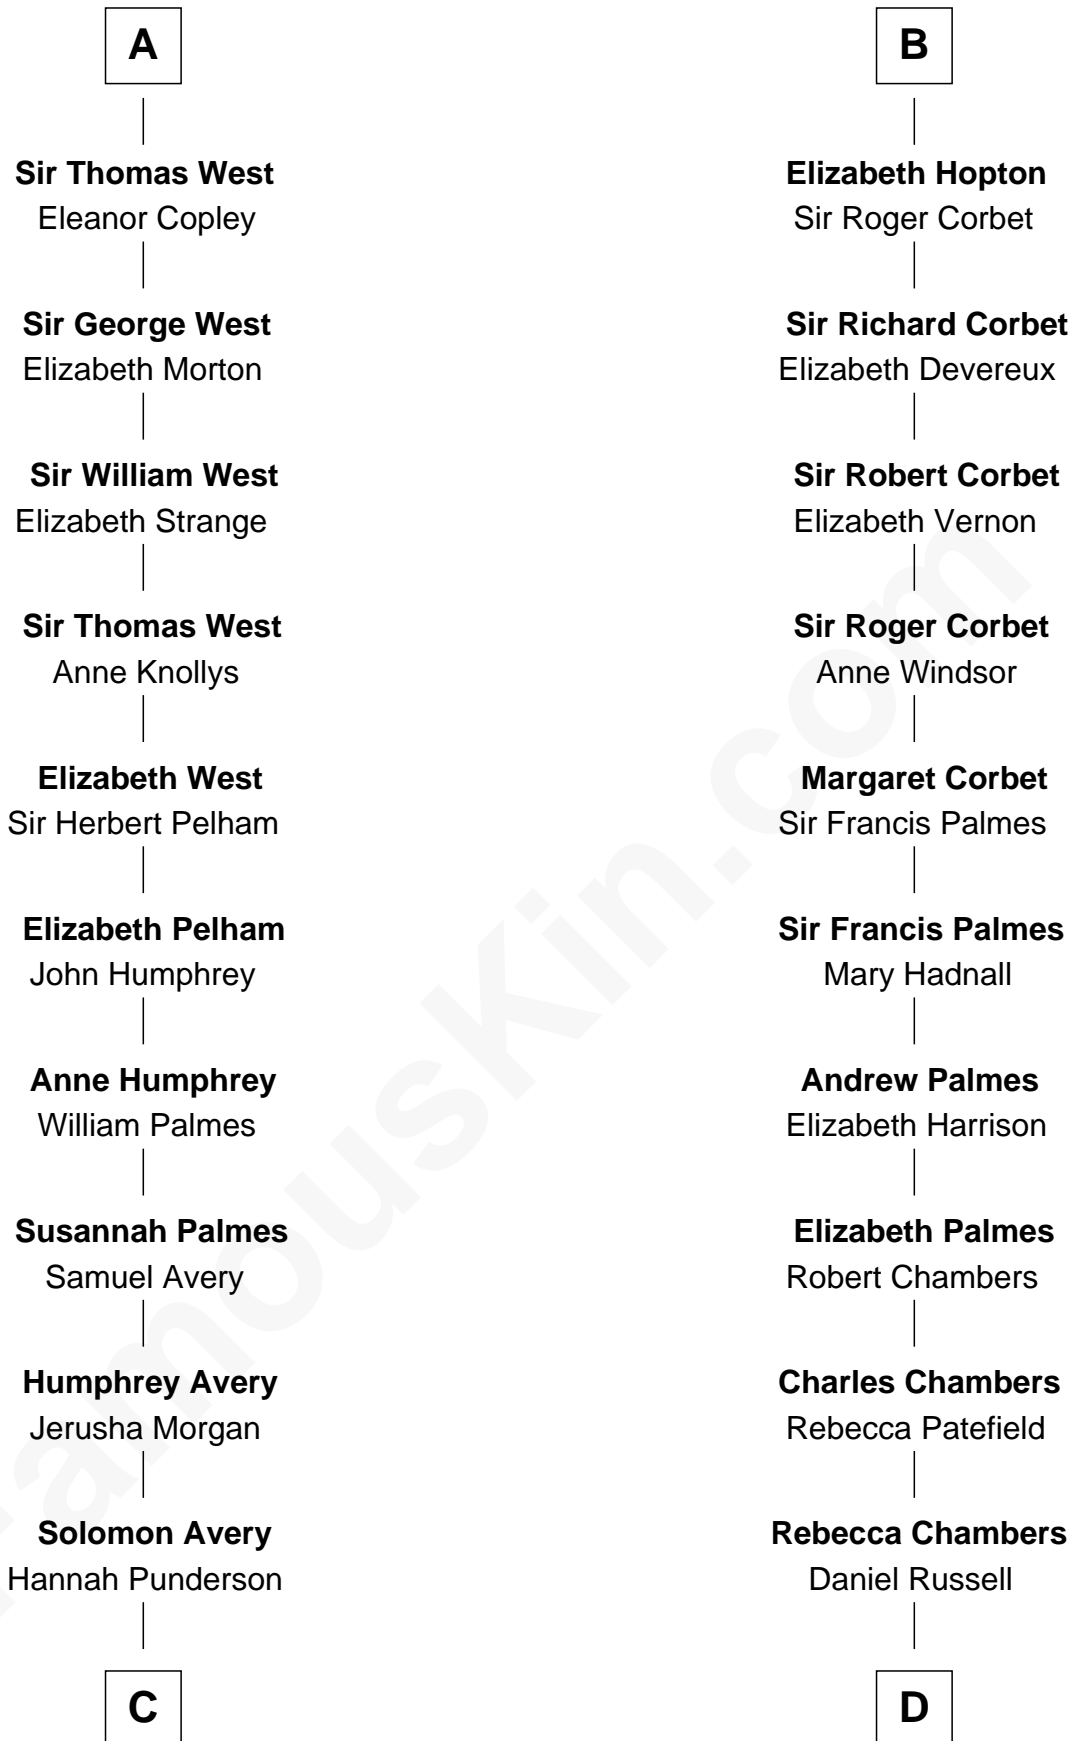 A
Sir Thomas West
Eleanor Copley
Sir George West
Elizabeth Morton
Sir William West
Elizabeth Strange
Sir Thomas West
Anne Knollys
Elizabeth West
Sir Herbert Pelham
Elizabeth Pelham
John Humphrey
Anne Humphrey
William Palmes
Susannah Palmes
Samuel Avery
Humphrey Avery
Jerusha Morgan
Solomon Avery
Hannah Punderson
C
B
Elizabeth Hopton
Sir Roger Corbet
Sir Richard Corbet
Elizabeth Devereux
Sir Robert Corbet
Elizabeth Vernon
Sir Roger Corbet
Anne Windsor
Margaret Corbet
Sir Francis Palmes
Sir Francis Palmes
Mary Hadnall
Andrew Palmes
Elizabeth Harrison
Elizabeth Palmes
Robert Chambers
Charles Chambers
Rebecca Patefield
Rebecca Chambers
Daniel Russell
D
FamousKin.com